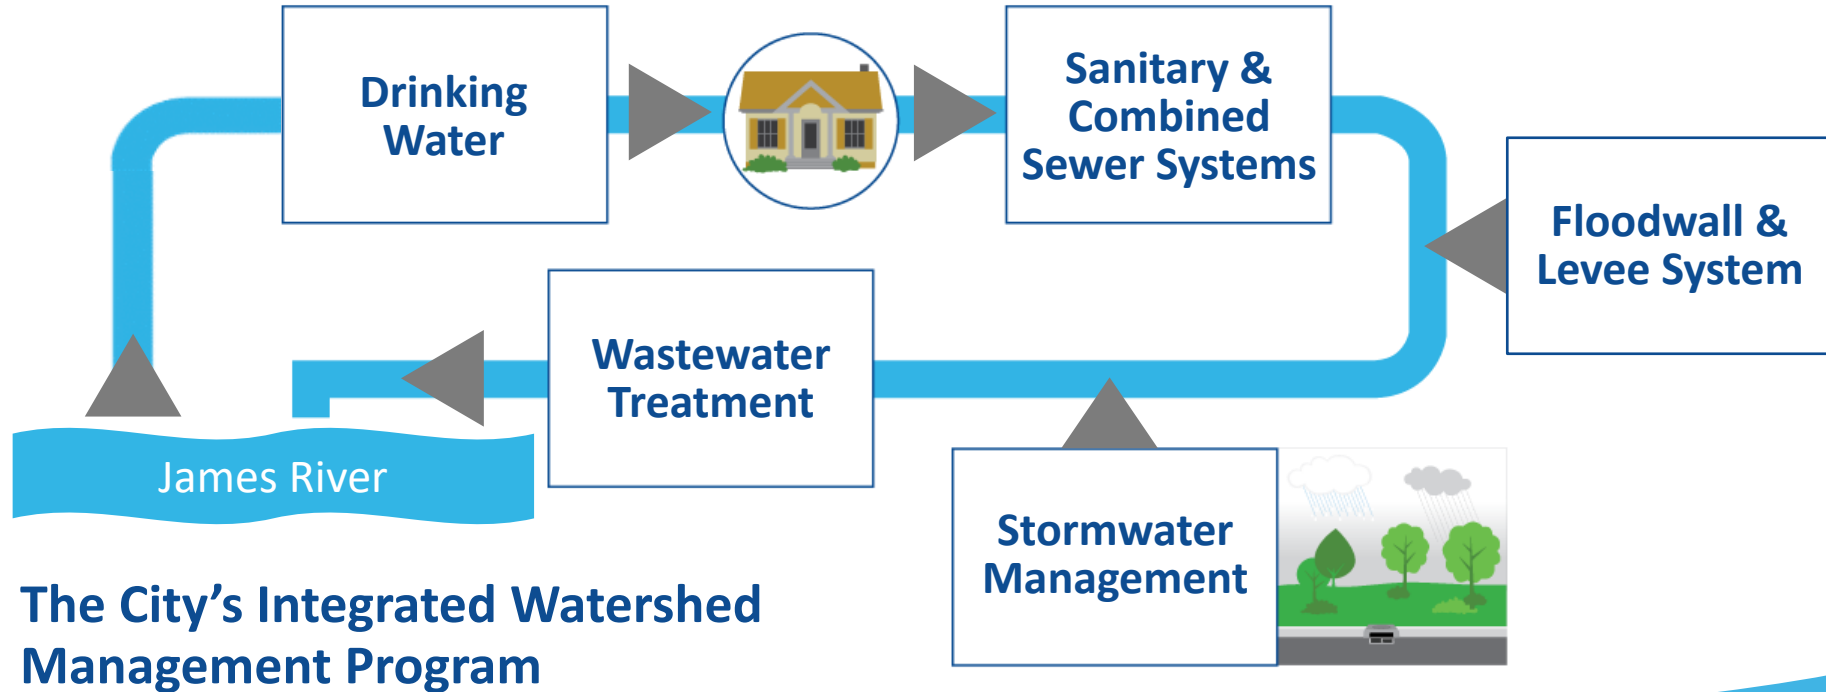 Drinking
Water
Sanitary &
Combined
Sewer Systems
Floodwall &
Levee System
Wastewater
Treatment
James River
Stormwater
Management
The City’s Integrated Watershed
Management Program